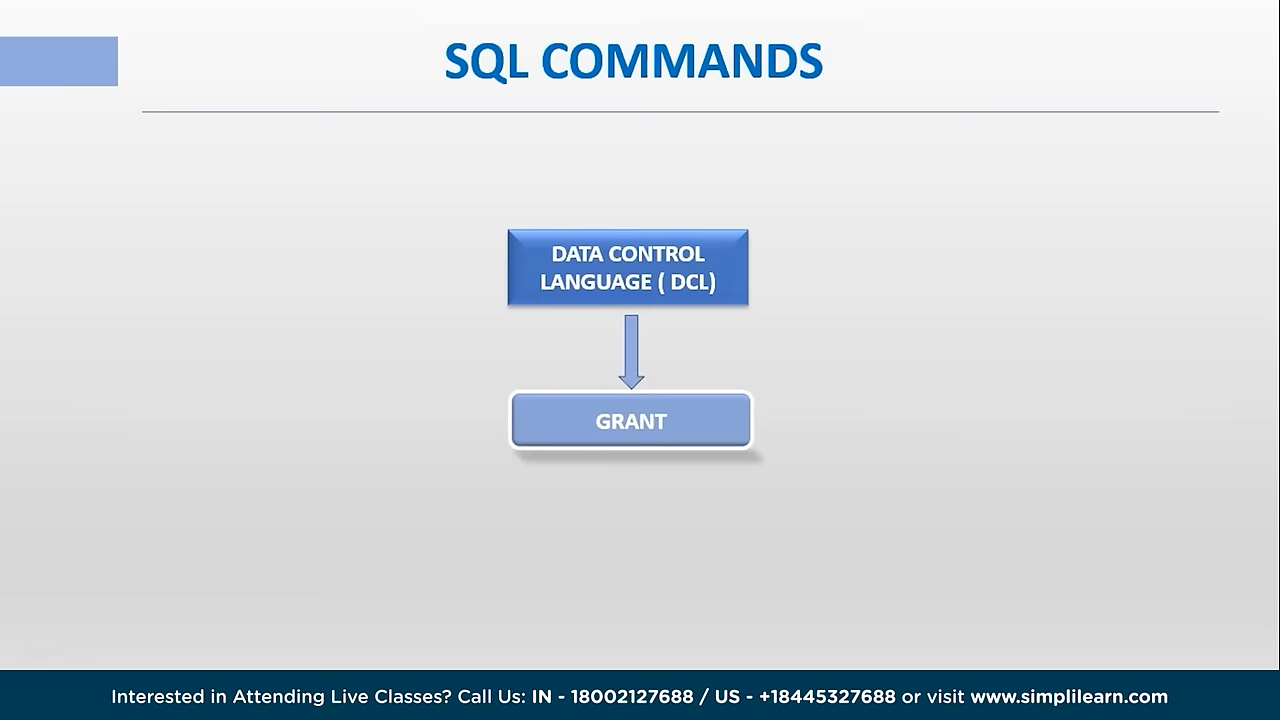 SQL COMMANDS
DATA CONTROL
LANGUAGE ( DCL)
GRANT
Interested in Attending Live Classes? Call Us: IN - 18002127688 / US - +18445327688 or visit www.simplilearn.com